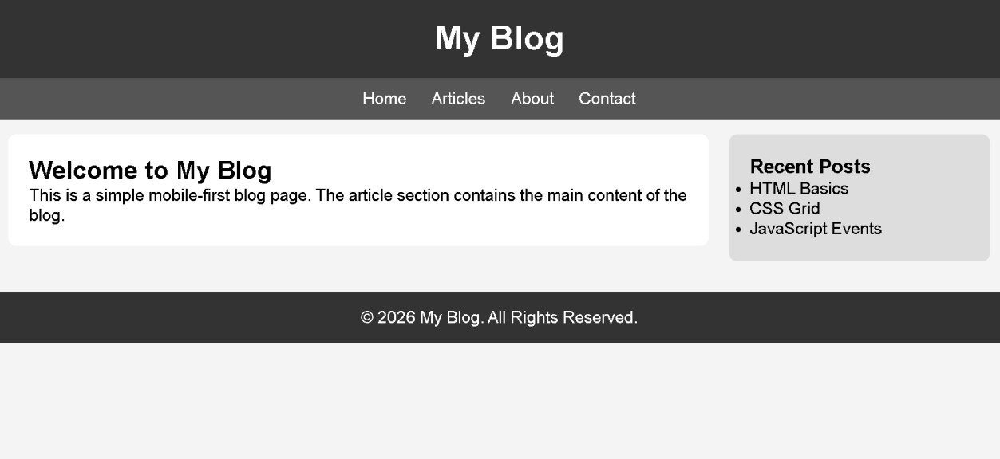 My Blog
Home Articles About Contact
Welcome to My Blog
This is a simple mobile-first blog page. The article section contains the main content of the
blog.
Recent Posts
• HTML Basics
• CSS Grid
• JavaScript Events
© 2026 My Blog. All Rights Reserved.